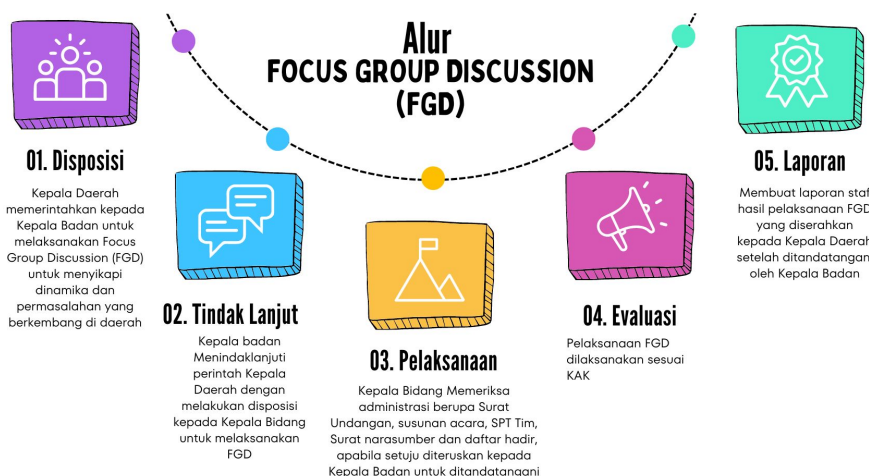 Alur
FOCUS GROUP DISCUSSION
(FGD)
01. Disposisi
Kepala Daerah
memerintahkan kepada
Kepala Badan untuk
melaksanakan Focus
Group Discussion (FGD)
untuk menyikapi
dinamika dan
permasalahan yang
berkembang di daerah
02. Tindak Lanjut
Kepala badan
Menindaklanjuti
perintah Kepala
Daerah dengan
melakukan disposisi
kepada Kepala Bidang
untuk melaksanakan
FGD
03. Pelaksanaan
Kepala Bidang Memeriksa
administrasi berupa Surat
Undangan, susunan acara, SPT Tim,
Surat narasumber dan daftar hadir,
apabila setuju diteruskan kepada
Kepala Badan untuk ditandatangani
04. Evaluasi
Pelaksanaan FGD
dilaksanakan sesuai
KAK
05. Laporan
Membuat laporan staf
hasil pelaksanaan FGD
yang diserahkan
kepada Kepala Daerah
setelah ditandatangan
oleh Kepala Badan